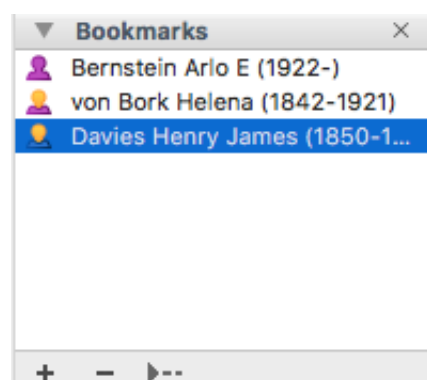 Bookmarks
Bernstein Arlo E (1922-)
von Bork Helena (1842-1921)
Davies Henry James (1850-1...